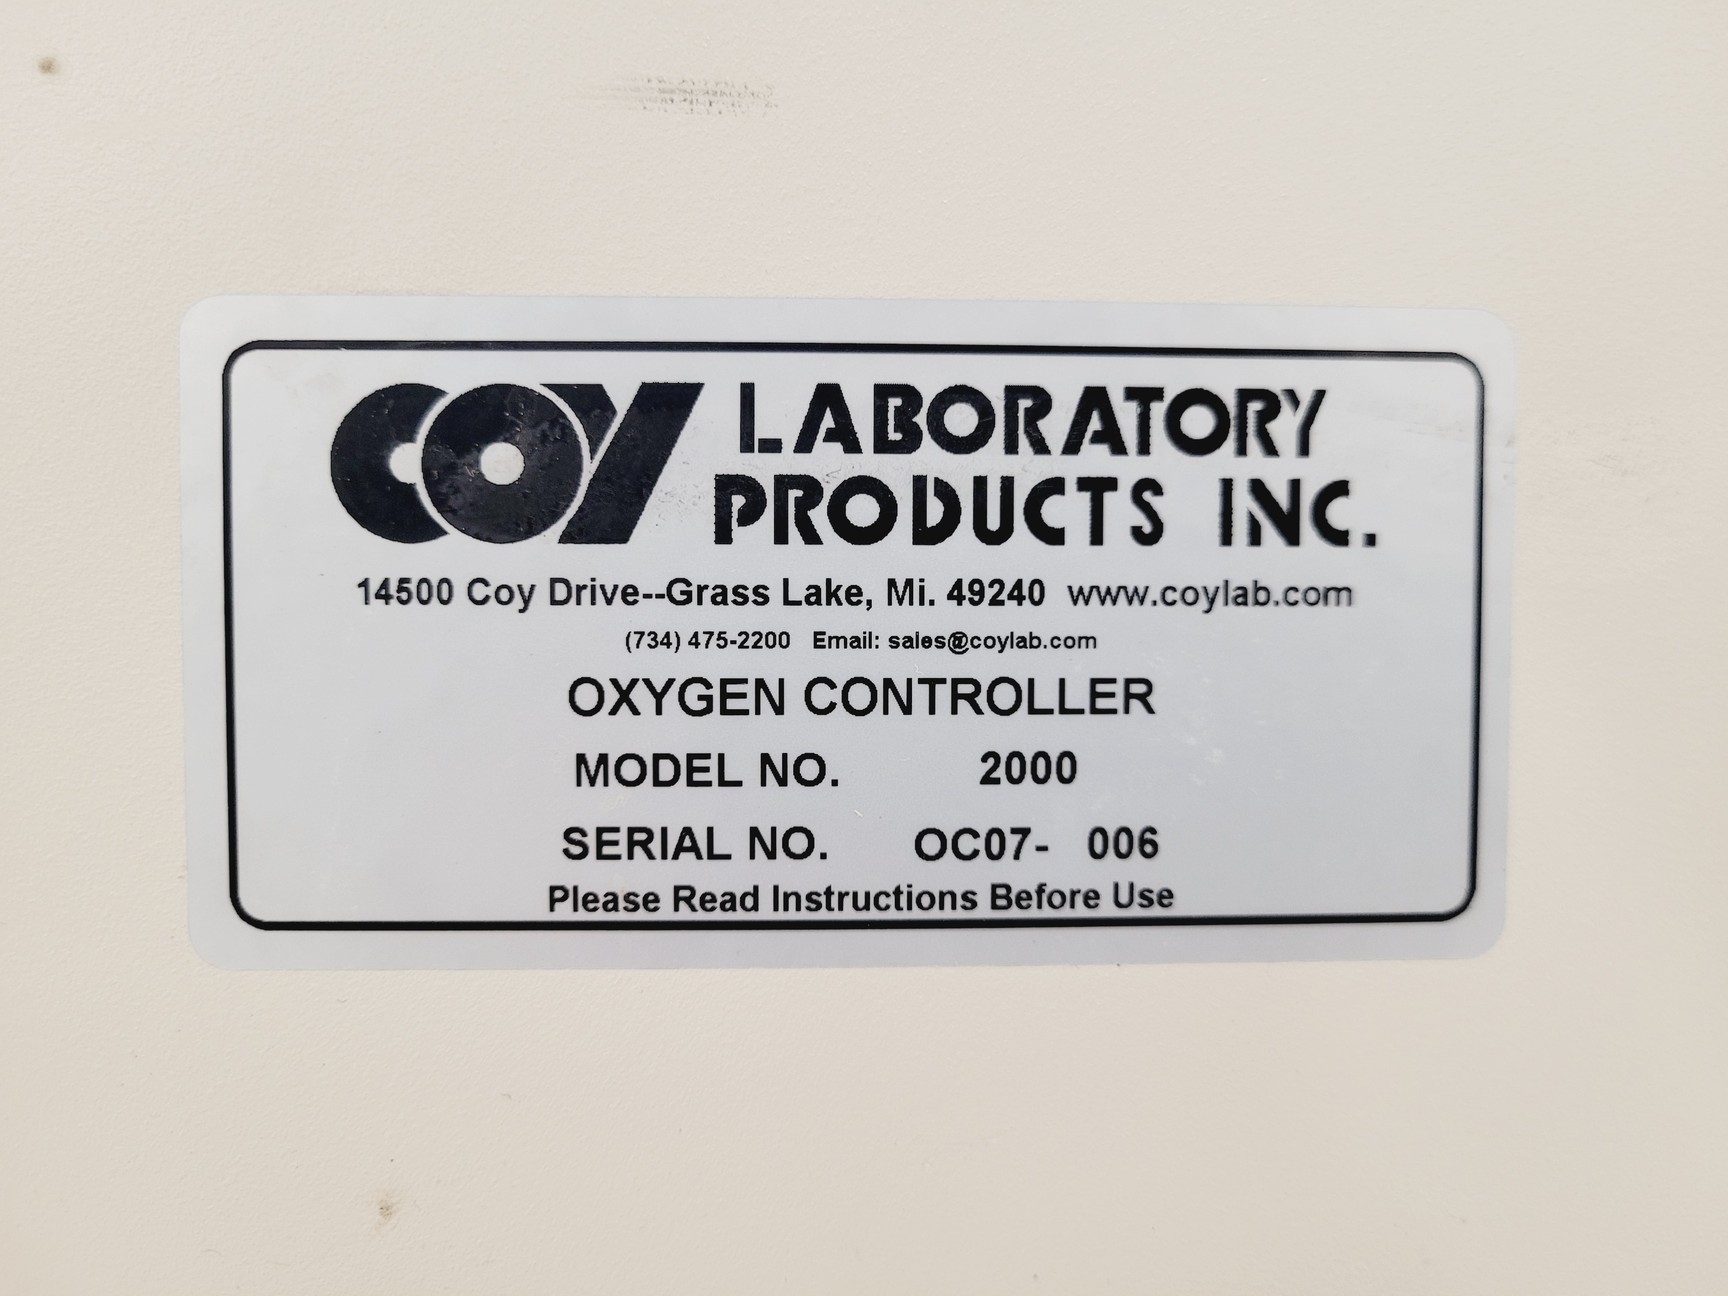 COY LABORATORY
PRODUCTS INC.
14500 Coy Drive--Grass Lake, Mi. 49240 www.coylab.com
(734) 475-2200 Email: sales@coylab.com
OXYGEN CONTROLLER
MODEL NO. 2000
SERIAL NO. OC07- 006
Please Read Instructions Before Use